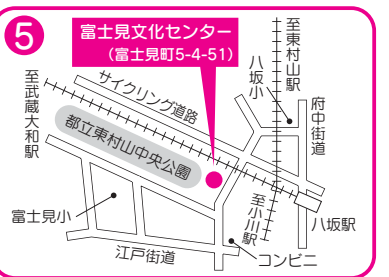 5
富士見文化センター
(富士見町5-4-51)
至東村山駅
八坂小
府中街道
至武蔵大和駅
サイクリング道路
都立東村山中央公園
富士見小
江戸街道
至小川駅
八坂駅
コンビニ